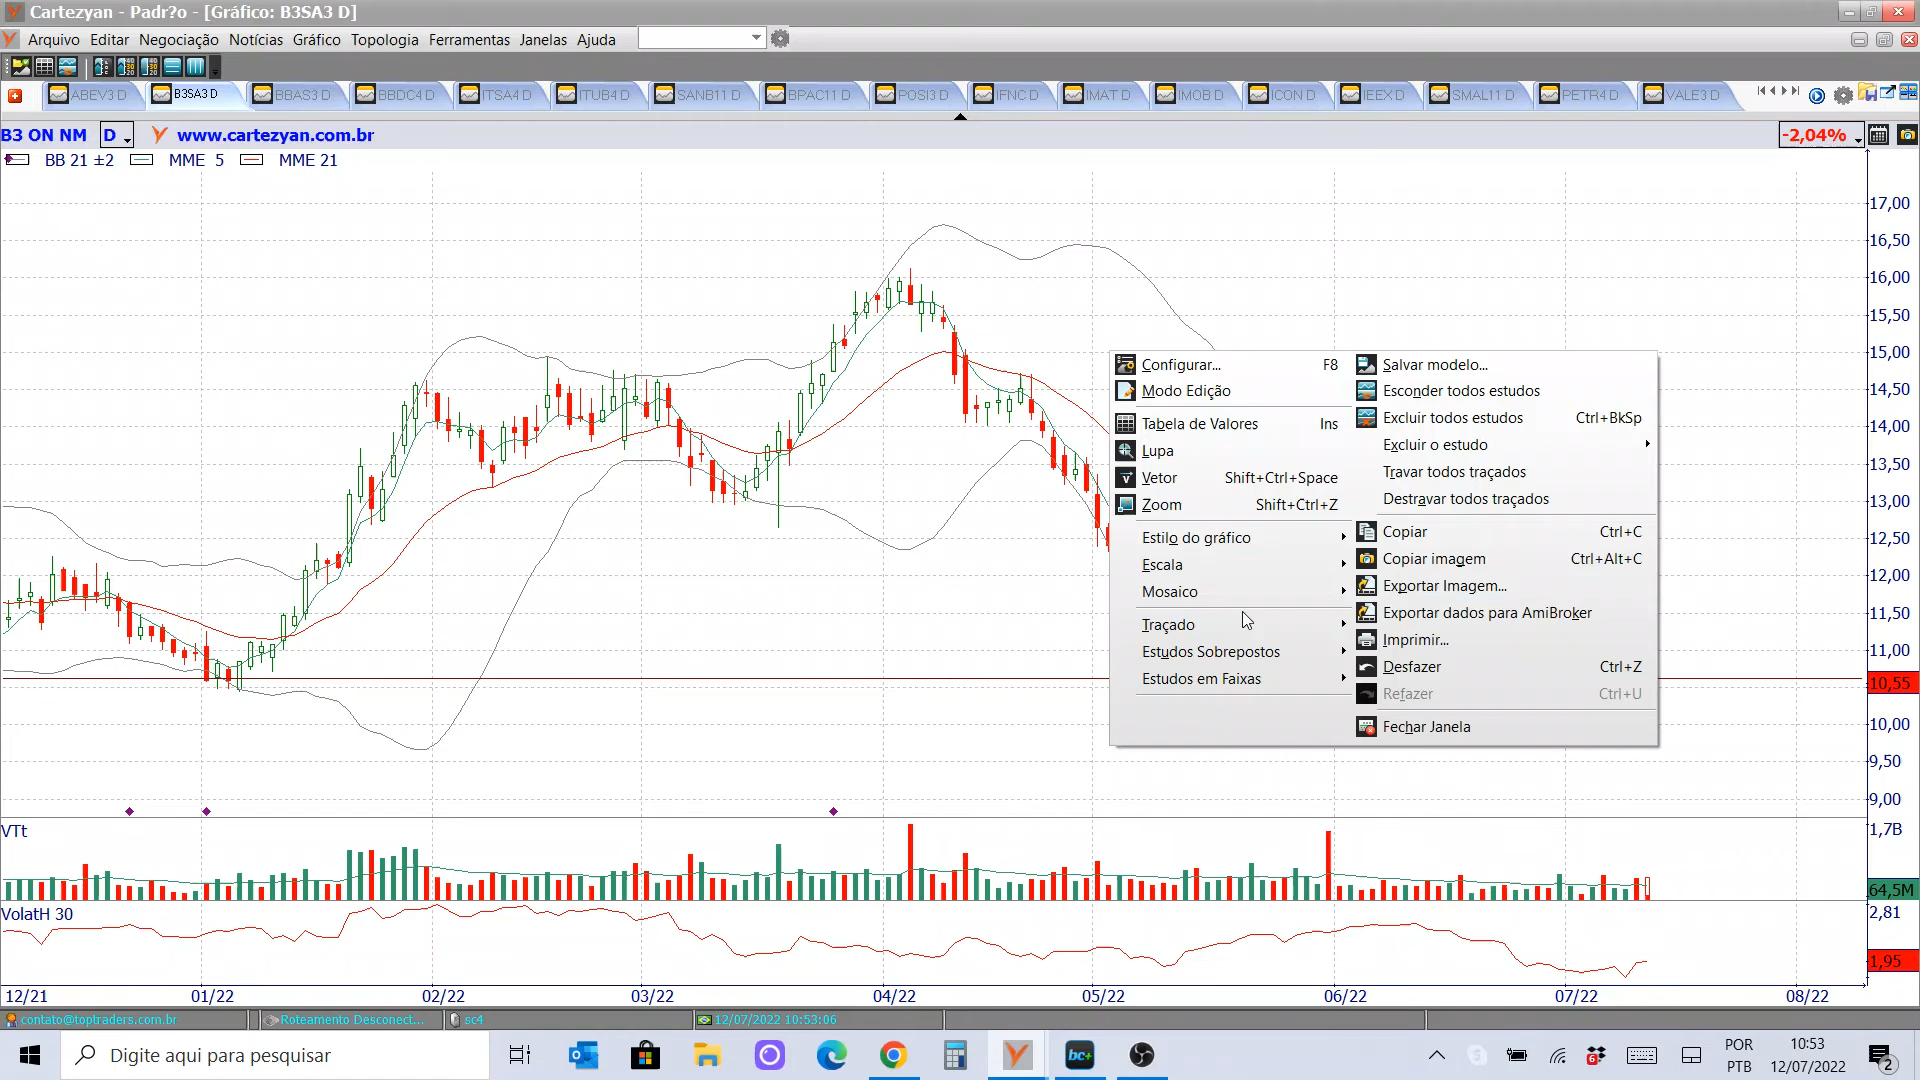 Cartezyan - Padr?o - [Gráfico: B3SA3 D]
Arquivo Editar Negociação Notícias Gráfico Topologia Ferramentas Janelas Ajuda
ABEV3 D B3SA3 D BBAS3 D BBDC4 D ITSA4 D ITUB4 D SANB11 D BPAC11 D POSI3 D IFNC D IMAT D IMOB D ICON D IEEX D SMAL11 D PETR4 D VALE3 D
B3 ON NM D www.cartezyan.com.br -2,04%
BB 21 ±2 MME 5 MME 21
17,00
16,50
16,00
15,50
15,00
14,50
14,00
13,50
13,00
12,50
12,00
11,50
11,00
10,55
10,00
9,50
9,00
Configurar... F8
Modo Edição
Tabela de Valores Ins
Lupa
Vetor Shift+Ctrl+Space
Zoom Shift+Ctrl+Z
Estilo do gráfico
Escala
Mosaico
Traçado
Estudos Sobrepostos
Estudos em Faixas
Salvar modelo...
Esconder todos estudos
Excluir todos estudos Ctrl+BkSp
Excluir o estudo
Travar todos traçados
Destravar todos traçados
Copiar Ctrl+C
Copiar imagem Ctrl+Alt+C
Exportar Imagem...
Exportar dados para AmiBroker
Imprimir...
Desfazer Ctrl+Z
Refazer Ctrl+U
Fechar Janela
VTt
1,7B
64,5M
VolatH 30
2,81
1,95
12/21 01/22 02/22 03/22 04/22 05/22 06/22 07/22 08/22
contato@toptraders.com.br Roteamento Desconect... sc4 12/07/2022 10:53:06
Digite aqui para pesquisar
bc+
6
POR
PTB
10:53
12/07/2022
2